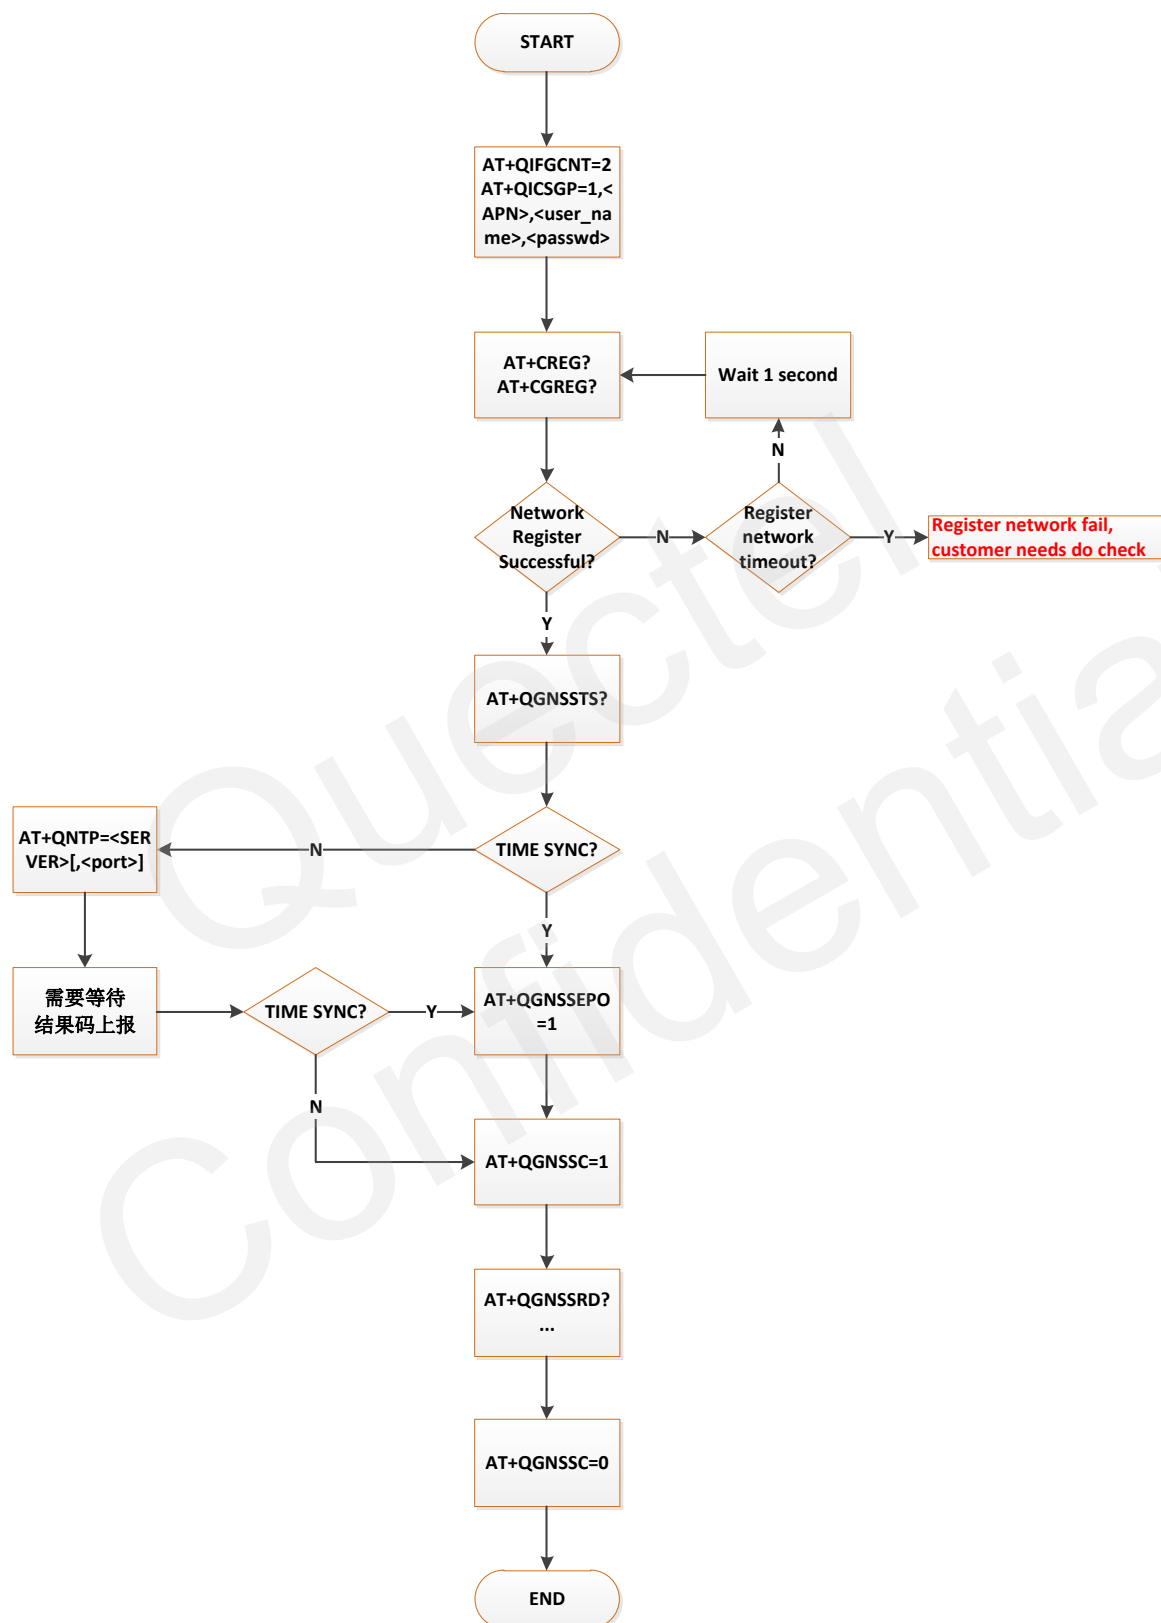 START
AT+QIFGCNT=2
AT+QICSGP=1,<
APN>,<user_na
me>,<passwd>
AT+CREG?
AT+CGREG?
Wait 1 second
N
Network
Register
Successful?
N
Register
network
timeout?
Y
Register network fail,
customer needs do check
Y
AT+QGNSSTS?
AT+QNTP=<SER
VER>[,<port>]
N
TIME SYNC?
Y
需要等待
结果码上报
TIME SYNC?
Y
AT+QGNSSEPO
=1
N
AT+QGNSSC=1
AT+QGNSSRD?
...
AT+QGNSSC=0
END
Quectel
Confidential